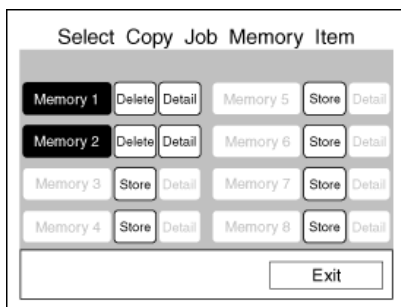 Select Copy Job Memory Item
Memory 1 Delete Detail Memory 5 Store Detail
Memory 2 Delete Detail Memory 6 Store Detail
Memory 3 Store Detail Memory 7 Store Detail
Memory 4 Store Detail Memory 8 Store Detail
Exit